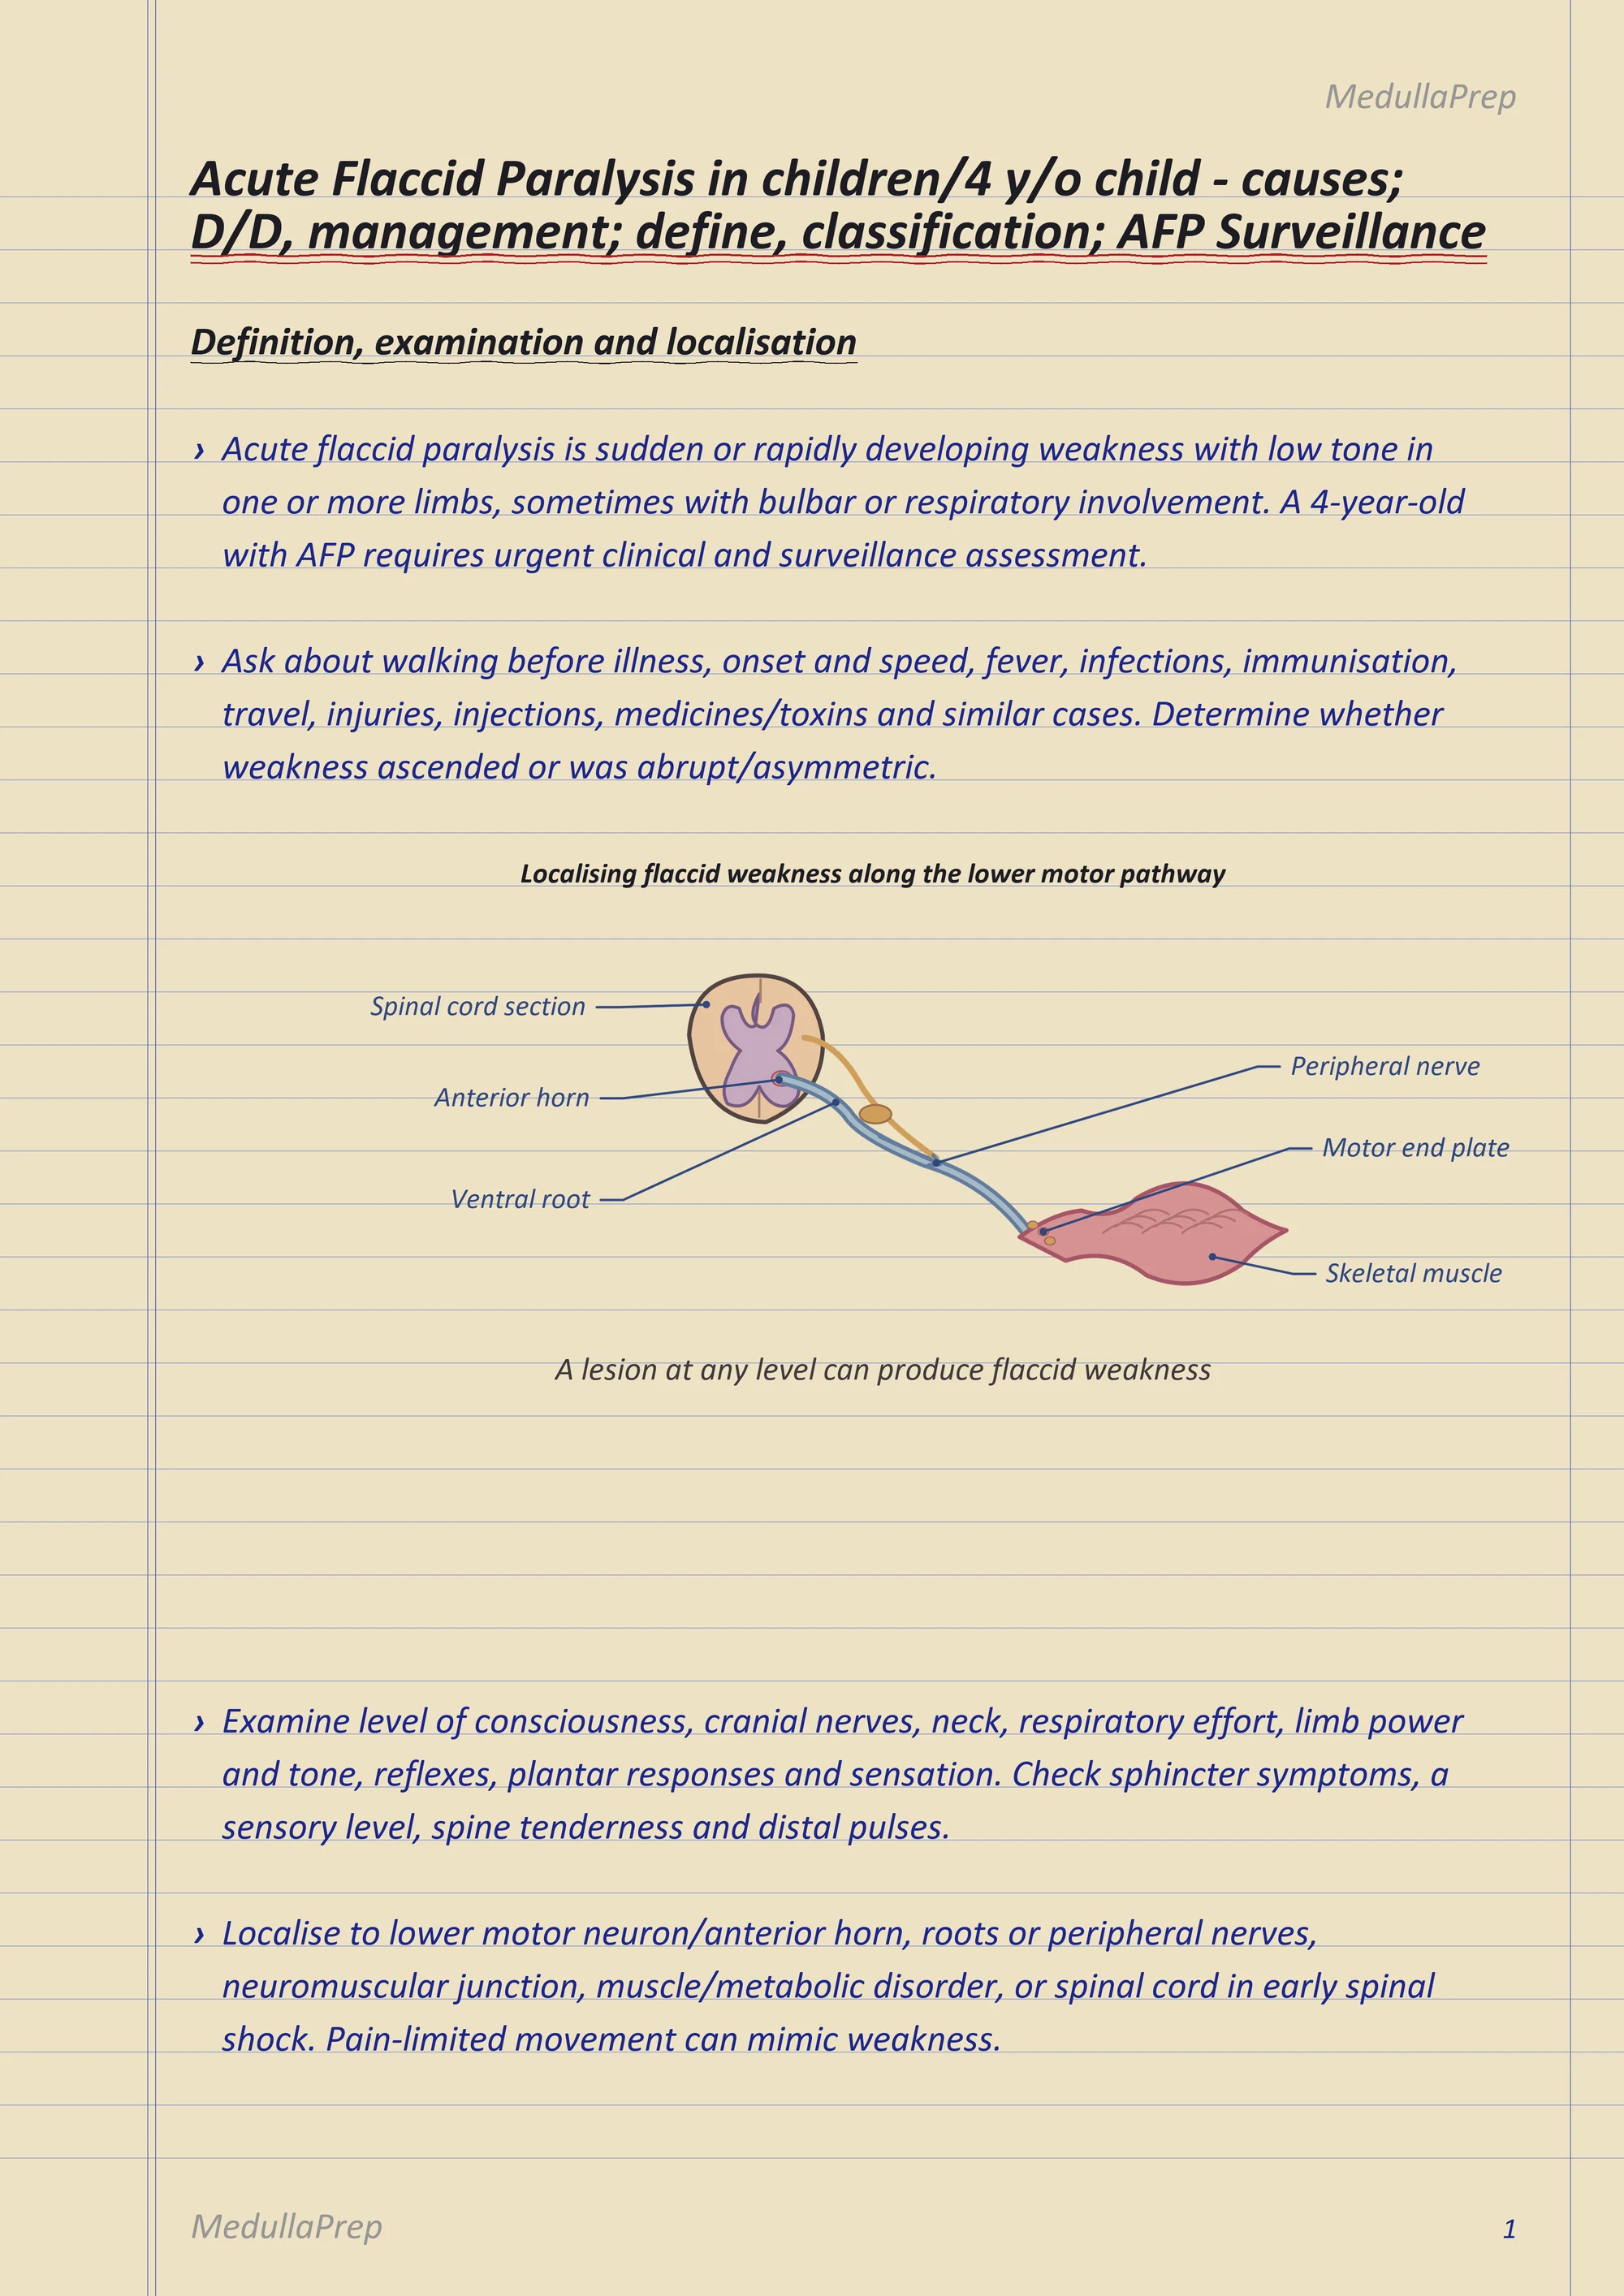 MedullaPrep
Acute Flaccid Paralysis in children/4 y/o child - causes;
D/D, management; define, classification; AFP Surveillance
Definition, examination and localisation
› Acute flaccid paralysis is sudden or rapidly developing weakness with low tone in
one or more limbs, sometimes with bulbar or respiratory involvement. A 4-year-old
with AFP requires urgent clinical and surveillance assessment.
› Ask about walking before illness, onset and speed, fever, infections, immunisation,
travel, injuries, injections, medicines/toxins and similar cases. Determine whether
weakness ascended or was abrupt/asymmetric.
Localising flaccid weakness along the lower motor pathway
Spinal cord section
Anterior horn
Ventral root
Peripheral nerve
Motor end plate
Skeletal muscle
A lesion at any level can produce flaccid weakness
› Examine level of consciousness, cranial nerves, neck, respiratory effort, limb power
and tone, reflexes, plantar responses and sensation. Check sphincter symptoms, a
sensory level, spine tenderness and distal pulses.
› Localise to lower motor neuron/anterior horn, roots or peripheral nerves,
neuromuscular junction, muscle/metabolic disorder, or spinal cord in early spinal
shock. Pain-limited movement can mimic weakness.
MedullaPrep
1